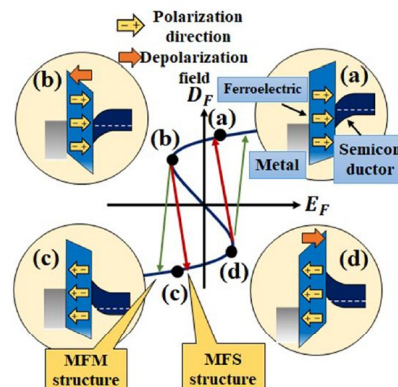 Polarization
direction
Depolarization
field
(b)
(a)
D_F
Ferroelectric
(a)
(b)
Metal
Semicon
ductor
E_F
(c)
(d)
(d)
(c)
MFM
structure
MFS
structure